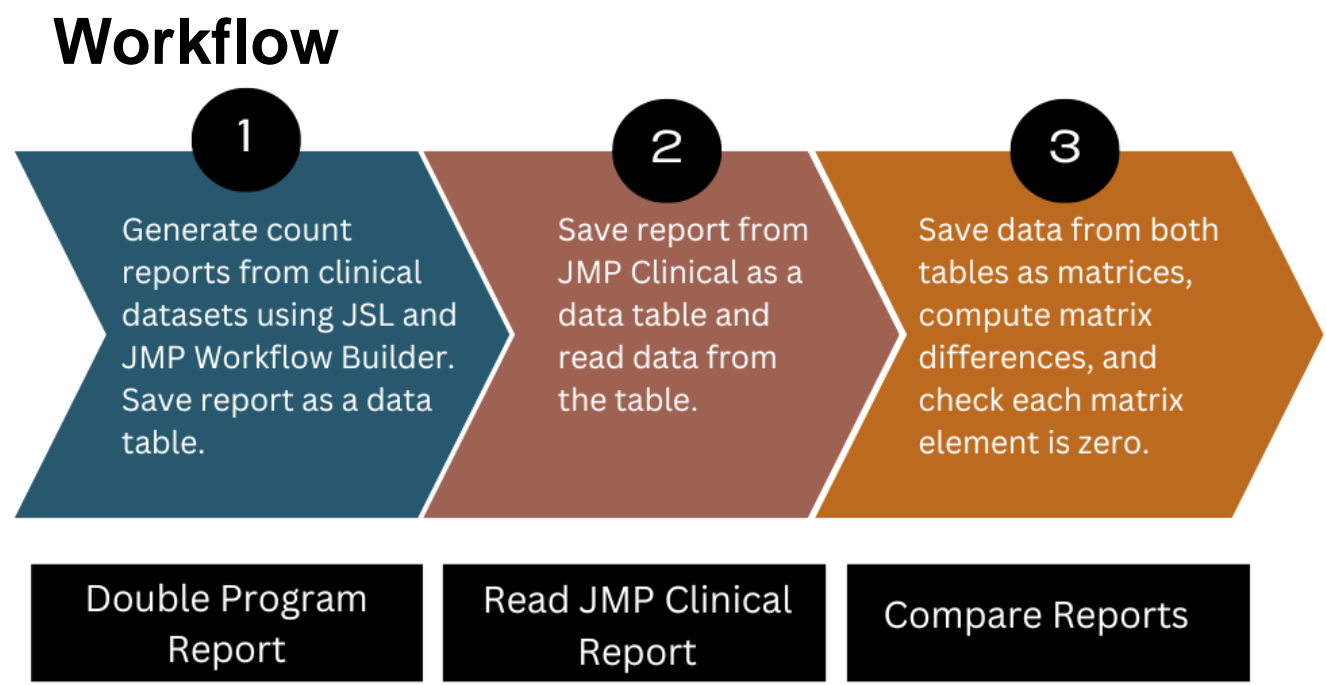 Workflow
1
Generate count
reports from clinical
datasets using JSL and
JMP Workflow Builder.
Save report as a data
table.
2
Save report from
JMP Clinical as a
data table and
read data from
the table.
3
Save data from both
tables as matrices,
compute matrix
differences, and
check each matrix
element is zero.
Double Program
Report
Read JMP Clinical
Report
Compare Reports